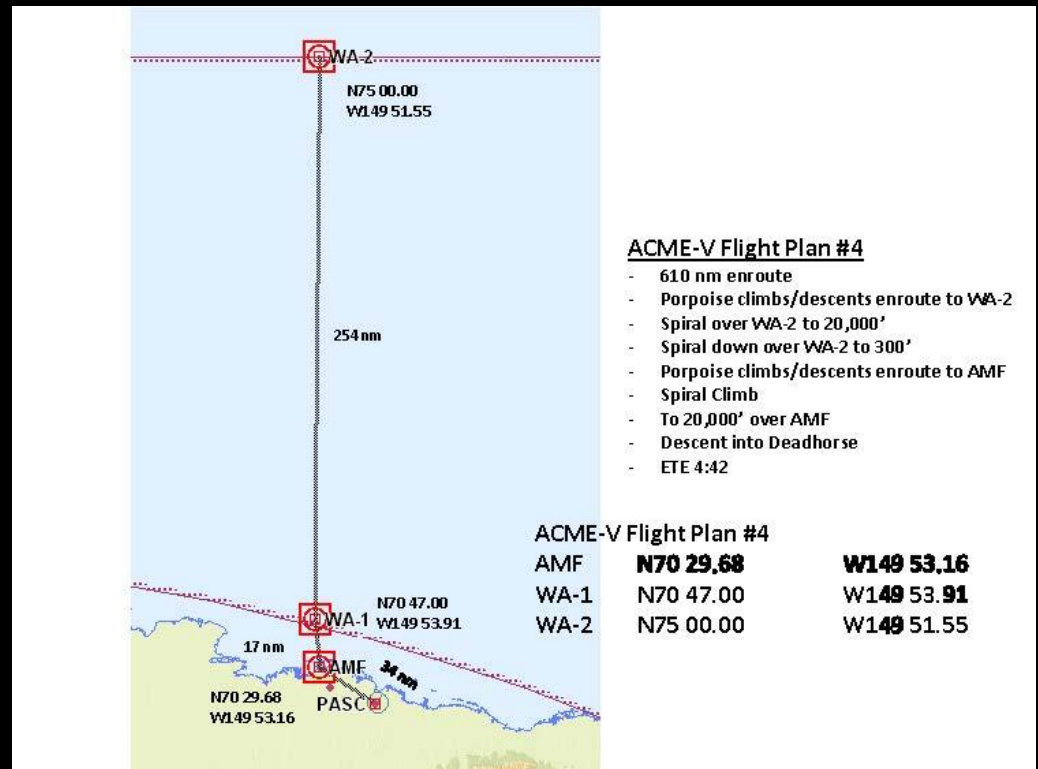 WA-2
N75 00.00
W149 51.55
254 nm
N70 47.00
WA-1 W149 53.91
17 nm
AMF
34 nm
N70 29.68
W149 53.16
PASC
ACME-V Flight Plan #4
- 610 nm enroute
- Porpoise climbs/descents enroute to WA-2
- Spiral over WA-2 to 20,000’
- Spiral down over WA-2 to 300’
- Porpoise climbs/descents enroute to AMF
- Spiral Climb
- To 20,000’ over AMF
- Descent into Deadhorse
- ETE 4:42
ACME-V Flight Plan #4
AMF N70 29.68 W149 53.16
WA-1 N70 47.00 W149 53.91
WA-2 N75 00.00 W149 51.55